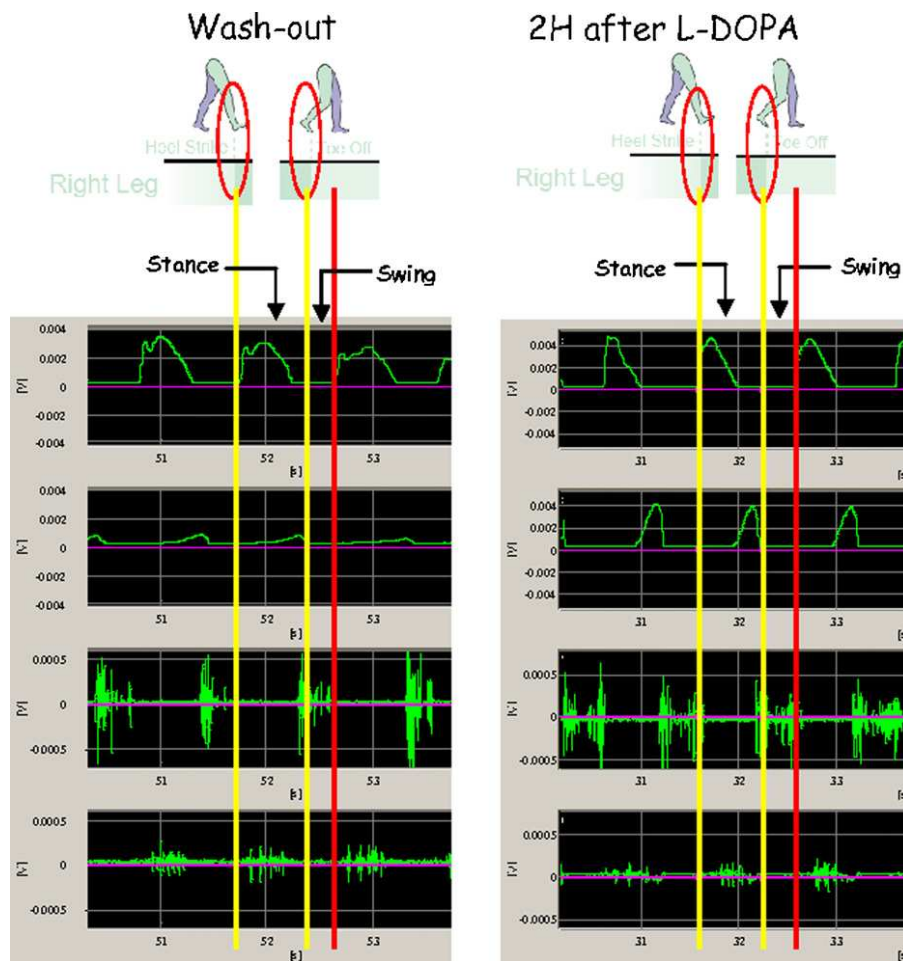 Wash-out
Heel Strike Toe Off
Right Leg
Stance Swing
0.004
0.002
0
-0.002
-0.004
[V]
51 52 53
[s]
0.004
0.002
0
-0.002
-0.004
[V]
51 52 53
[s]
0.0005
0
-0.0005
[V]
51 52 53
[s]
0.0005
0
-0.0005
[V]
51 52 53
[s]
2H after L-DOPA
Heel Strike Toe Off
Right Leg
Stance Swing
0.004
0.002
0
-0.002
-0.004
[V]
31 32 33
[s
0.004
0.002
0
-0.002
-0.004
[V]
31 32 33
[s
0.0005
0
-0.0005
[V]
31 32 33
[s
0.0005
0
-0.0005
[V]
31 32 33
[s